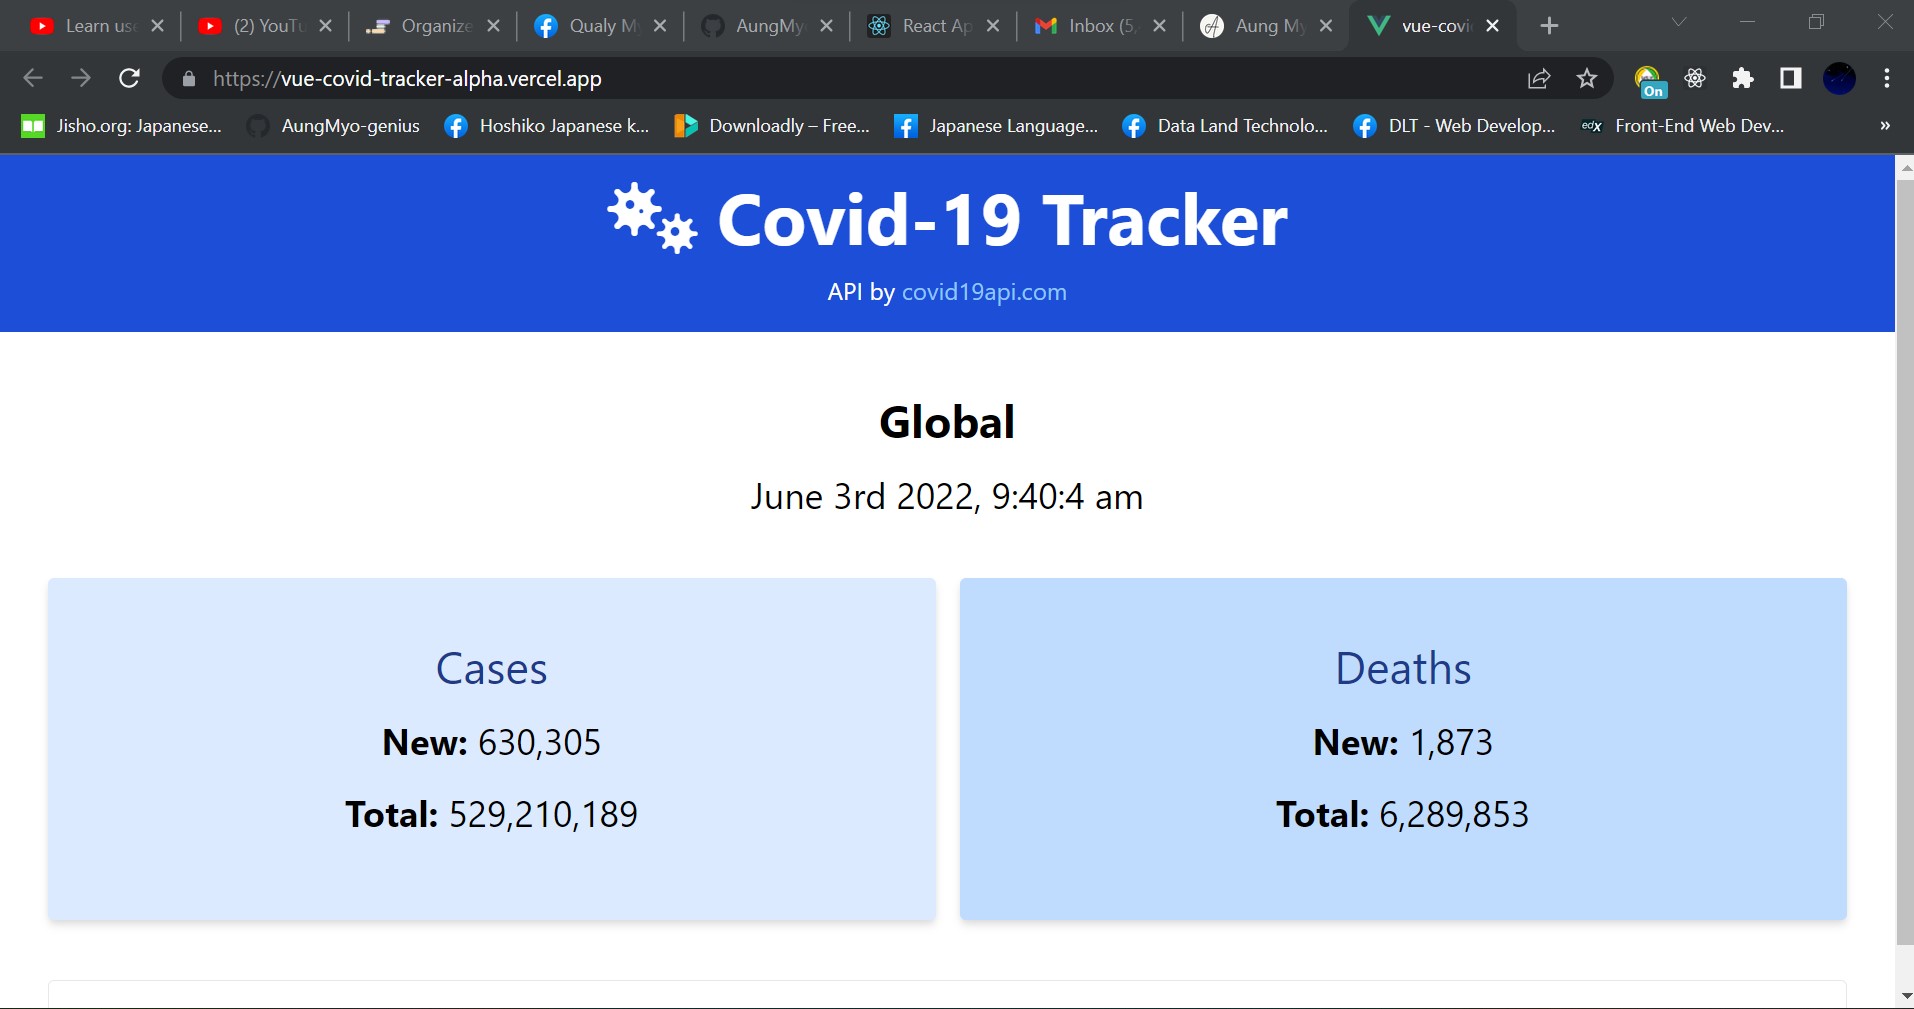 Learn us
(2) YouTu
Organize
Qualy M
AungMy
React Ap
Inbox (5,
Aung My
vue-covi
https://vue-covid-tracker-alpha.vercel.app
On
Jisho.org: Japanese...
AungMyo-genius
Hoshiko Japanese k...
Downloadly – Free...
Japanese Language...
Data Land Technolo...
DLT - Web Develop...
edX
Front-End Web Dev...
»
Covid-19 Tracker
API by covid19api.com
Global
June 3rd 2022, 9:40:4 am
Cases
New: 630,305
Total: 529,210,189
Deaths
New: 1,873
Total: 6,289,853